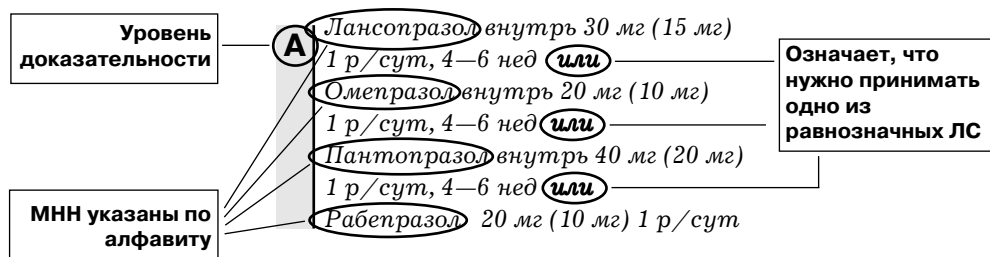 Уровень
доказательности
А
Лансопразол внутрь 30 мг (15 мг)
1 р/сут, 4—6 нед или
Омепразол внутрь 20 мг (10 мг)
1 р/сут, 4—6 нед или
Пантопразол внутрь 40 мг (20 мг)
1 р/сут, 4—6 нед или
Рабепразол 20 мг (10 мг) 1 р/сут
Означает, что
нужно принимать
одно из
равнозначных ЛС
МНН указаны по
алфавиту